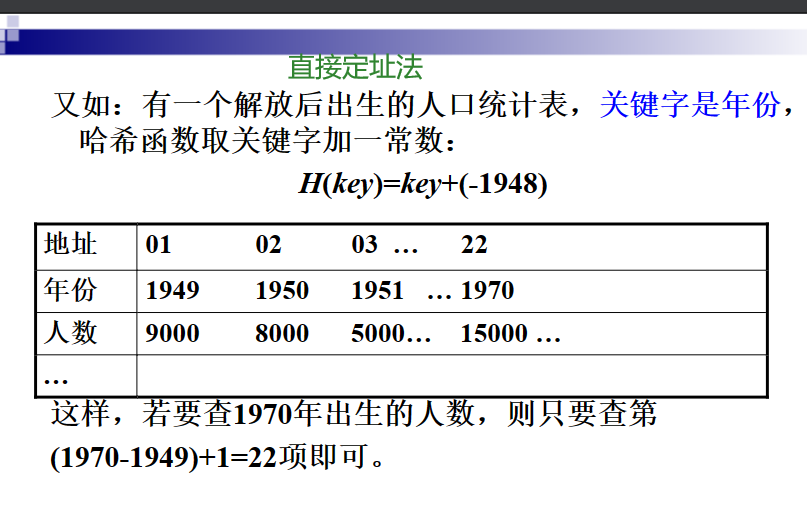 直接定址法
又如：有一个解放后出生的人口统计表，关键字是年份，
哈希函数取关键字加一常数：
H(key)=key+(-1948)
地址 01 02 03 … 22
年份 1949 1950 1951 … 1970
人数 9000 8000 5000… 15000 …
…
这样，若要查1970年出生的人数，则只要查第
(1970-1949)+1=22项即可。